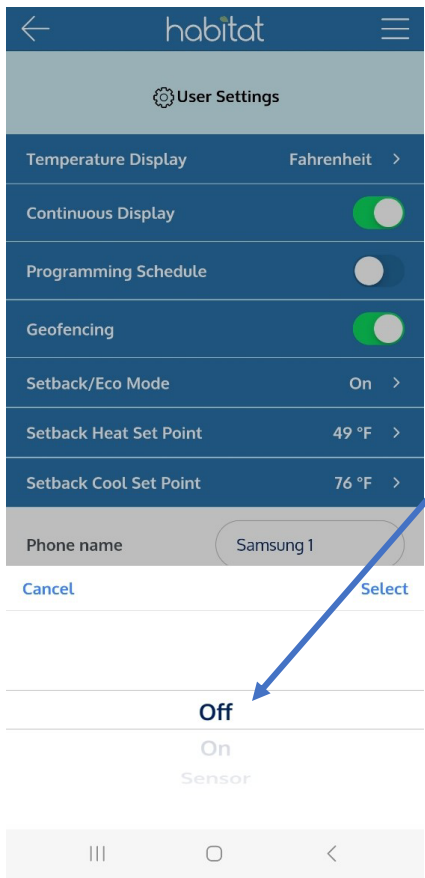 habitat
User Settings
Temperature Display Fahrenheit >
Continuous Display
Programming Schedule
Geofencing
Setback/Eco Mode On >
Setback Heat Set Point 49 °F >
Setback Cool Set Point 76 °F >
Phone name Samsung 1
Cancel Select
Off
On
Sensor